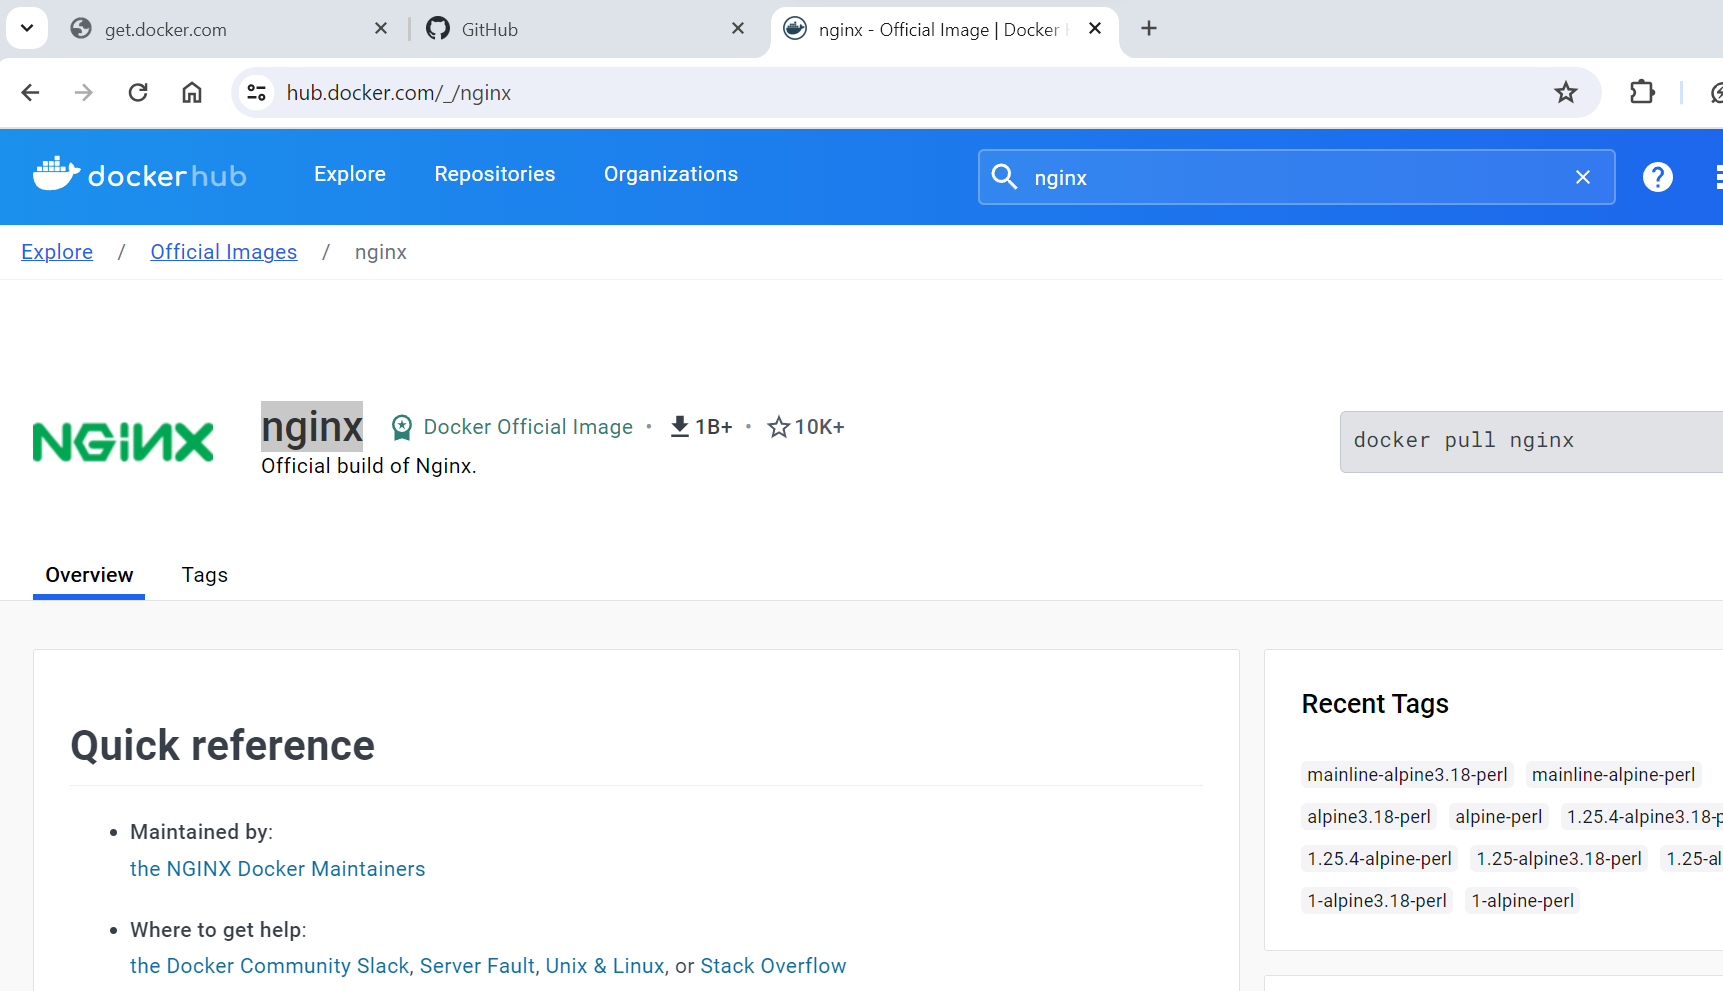 get.docker.com GitHub nginx - Official Image | Docker
hub.docker.com/_/nginx
dockerhub Explore Repositories Organizations nginx
Explore / Official Images / nginx
NGINX nginx Docker Official Image • 1B+ • 10K+
Official build of Nginx.
docker pull nginx
Overview Tags
Quick reference
• Maintained by:
the NGINX Docker Maintainers
• Where to get help:
the Docker Community Slack, Server Fault, Unix & Linux, or Stack Overflow
Recent Tags
mainline-alpine3.18-perl mainline-alpine-perl
alpine3.18-perl alpine-perl 1.25.4-alpine3.18-p
1.25.4-alpine-perl 1.25-alpine3.18-perl 1.25-al
1-alpine3.18-perl 1-alpine-perl